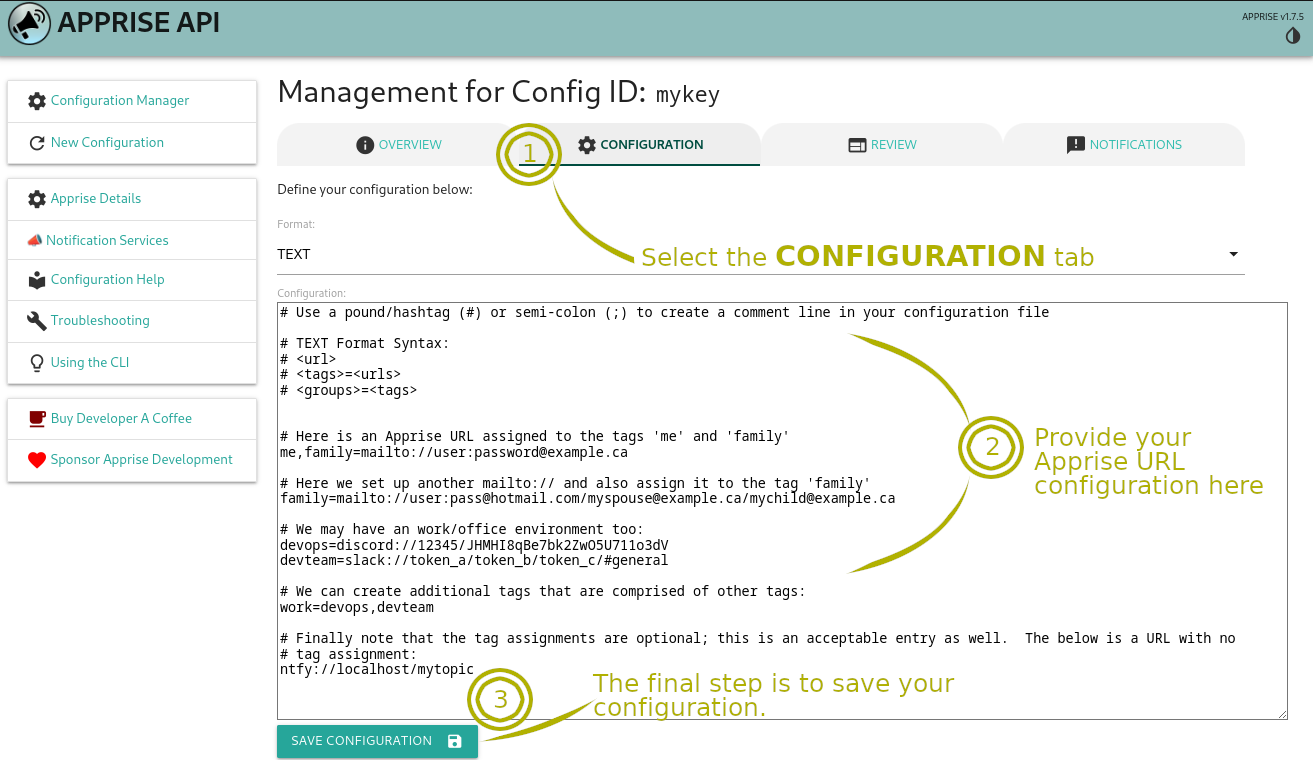 APPRISE API
APPRISE v1.7.5
Configuration Manager
New Configuration
Apprise Details
Notification Services
Configuration Help
Troubleshooting
Using the CLI
Buy Developer A Coffee
Sponsor Apprise Development
Management for Config ID: mykey
OVERVIEW
CONFIGURATION
REVIEW
NOTIFICATIONS
1
Define your configuration below:
Format:
TEXT
Select the CONFIGURATION tab
Configuration:
# Use a pound/hashtag (#) or semi-colon (;) to create a comment line in your configuration file
# TEXT Format Syntax:
# <url>
# <tags>=<urls>
# <groups>=<tags>
# Here is an Apprise URL assigned to the tags 'me' and 'family'
me,family=mailto://user:password@example.ca
# Here we set up another mailto:// and also assign it to the tag 'family'
family=mailto://user:pass@hotmail.com/myspouse@example.ca/mychild@example.ca
# We may have an work/office environment too:
devops=discord://12345/JHMHI8qBe7bk2ZwO5U711o3dV
devteam=slack://token_a/token_b/token_c/#general
# We can create additional tags that are comprised of other tags:
work=devops,devteam
# Finally note that the tag assignments are optional; this is an acceptable entry as well.  The below is a URL with no
# tag assignment:
ntfy://localhost/mytopic
2
Provide your
Apprise URL
configuration here
3
The final step is to save your
configuration.
SAVE CONFIGURATION